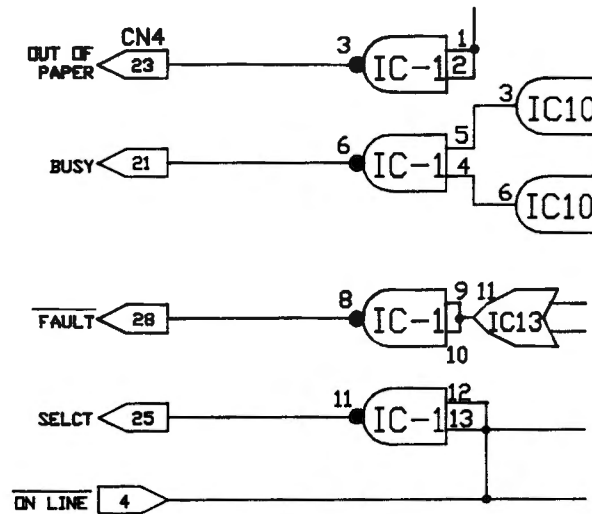 CN4
OUT OF
PAPER
23
3
IC-1
1
2
BUSY
21
6
IC-1
5
4
3
IC10
6
IC10
FAULT
28
8
IC-1
9
10
11
IC13
SELCT
25
11
IC-1
12
13
ON LINE
4